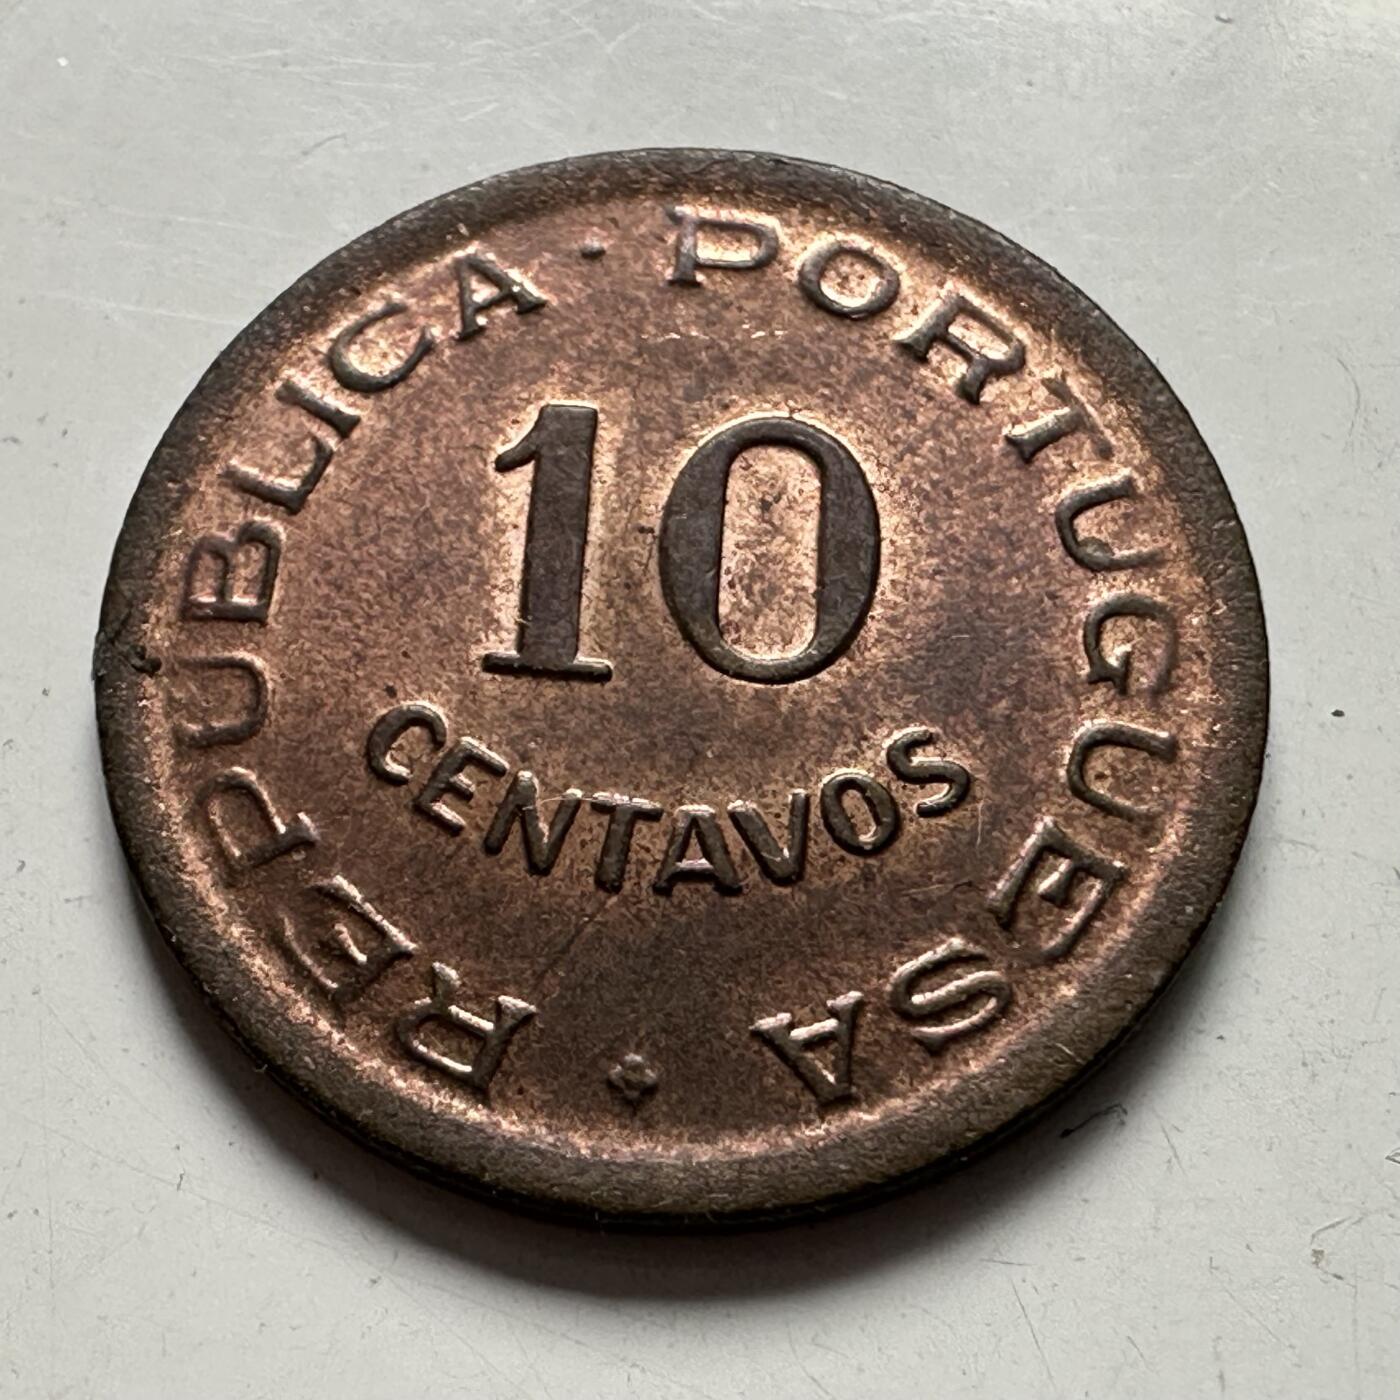 REPUBLICA · PORTUGUESA
10
CENTAVOS